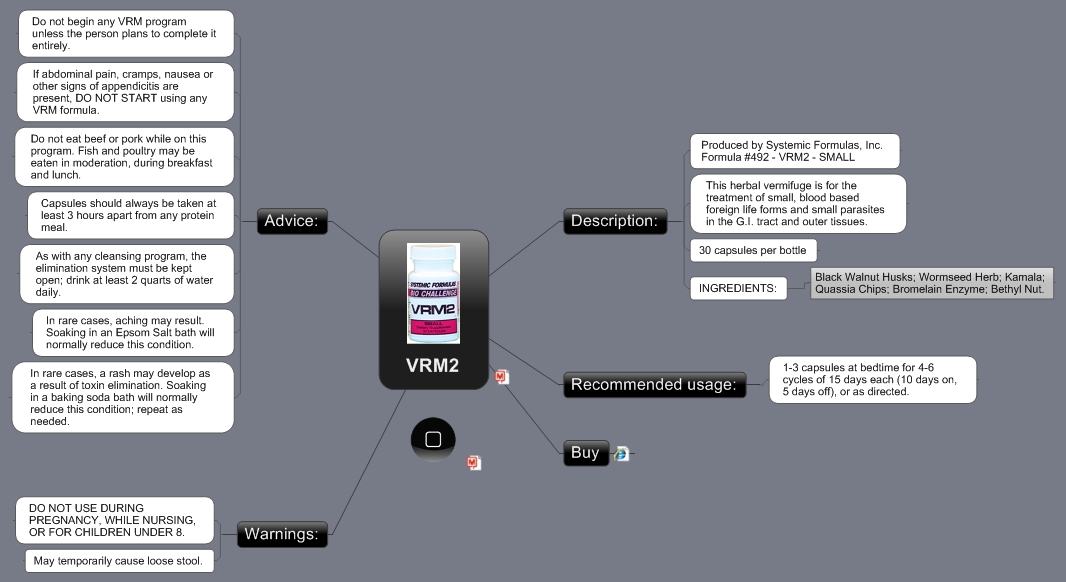 Do not begin any VRM program
unless the person plans to complete it
entirely.
If abdominal pain, cramps, nausea or
other signs of appendicitis are
present, DO NOT START using any
VRM formula.
Do not eat beef or pork while on this
program. Fish and poultry may be
eaten in moderation, during breakfast
and lunch.
Capsules should always be taken at
least 3 hours apart from any protein
meal.
As with any cleansing program, the
elimination system must be kept
open; drink at least 2 quarts of water
daily.
In rare cases, aching may result.
Soaking in an Epsom Salt bath will
normally reduce this condition.
In rare cases, a rash may develop as
a result of toxin elimination. Soaking
in a baking soda bath will normally
reduce this condition; repeat as
needed.
Advice:
SYSTEMIC FORMULAS
BIO CHALLENGE
VRM2
SMALL
VRM2
Description:
Produced by Systemic Formulas, Inc.
Formula #492 - VRM2 - SMALL
This herbal vermifuge is for the
treatment of small, blood based
foreign life forms and small parasites
in the G.I. tract and outer tissues.
30 capsules per bottle
INGREDIENTS:
Black Walnut Husks; Wormseed Herb; Kamala;
Quassia Chips; Bromelain Enzyme; Bethyl Nut.
Recommended usage:
1-3 capsules at bedtime for 4-6
cycles of 15 days each (10 days on,
5 days off), or as directed.
Buy
Warnings:
DO NOT USE DURING
PREGNANCY, WHILE NURSING,
OR FOR CHILDREN UNDER 8.
May temporarily cause loose stool.